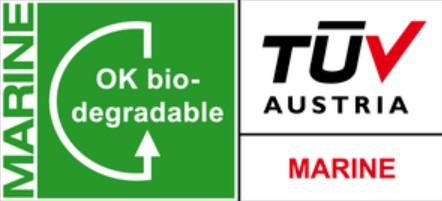 MARINE
OK bio-
degradable
TÜV
AUSTRIA
MARINE